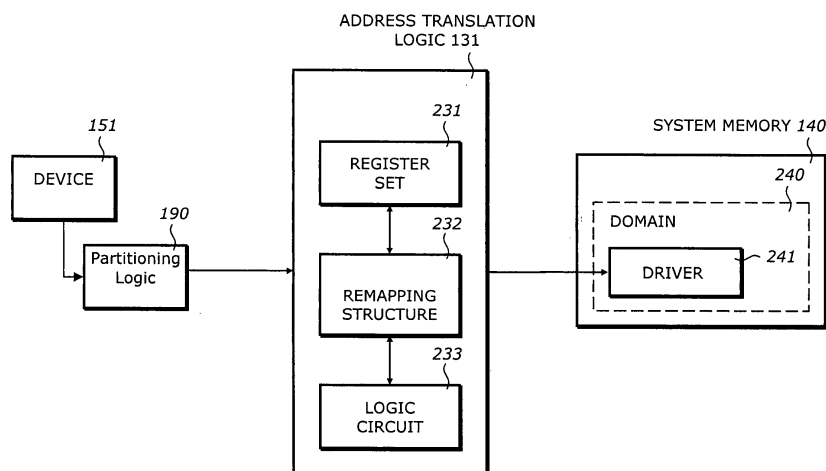 ADDRESS TRANSLATION
LOGIC 131
231
REGISTER
SET
SYSTEM MEMORY 140
151
DEVICE
240
190
Partitioning
Logic
232
REMAPPING
STRUCTURE
DOMAIN
DRIVER
241
233
LOGIC
CIRCUIT